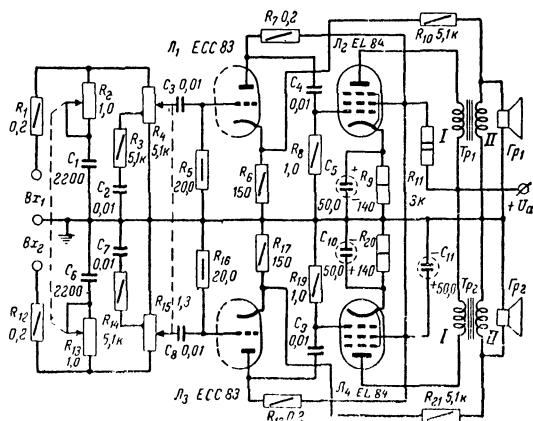 R7 0,2
R10 5,1к
Л1 ECC 83
Л2 EL 84
C3 0,01
R2
1,0
R4
5,1к
C4
0,01
R1
0,2
R3
5,1к
C1
2200
C2
0,01
R6
150
R8
1,0
C5
50,0
+
R9
140
R11
3к
I
II
Тр1
Гр1
R5
20,0
Вх1
+ Uа
Вх2
C7
0,01
R16
20,0
R17
150
C10
50,0
R20
+ 140
C11
+50,0
C6
2200
R19
1,0
Тр2
Гр2
R12
0,2
R14
5,1к
R15
1,3
C9
0,01
I
II
R13
1,0
C8 0,01
Л3 ECC 83
Л4 EL 84
R21 5,1к